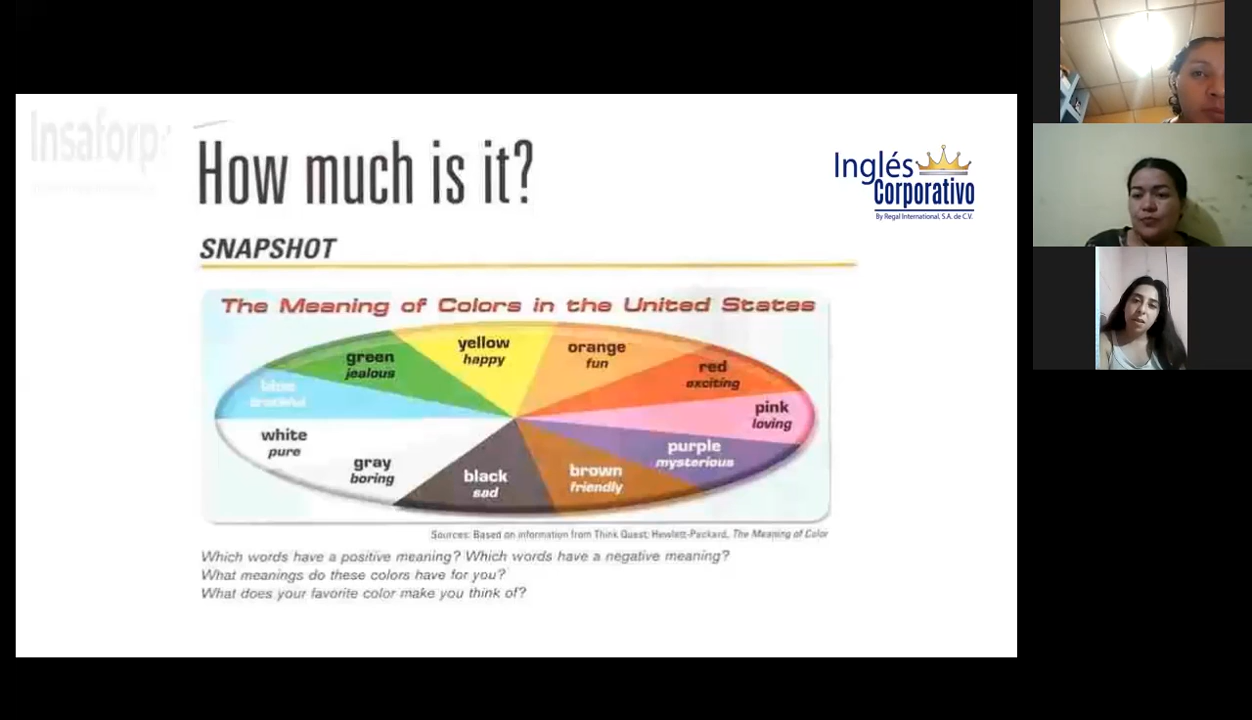 Insaforp
How much is it?
Inglés
Corporativo
By Regal International, S.A. de C.V.
SNAPSHOT
The Meaning of Colors in the United States
yellow
happy
orange
fun
green
jealous
red
exciting
blue
pink
loving
white
pure
purple
mysterious
gray
boring
black
sad
brown
friendly
Sources: Based on information from Think Quest; Hewlett-Packard, The Meaning of Color
Which words have a positive meaning? Which words have a negative meaning?
What meanings do these colors have for you?
What does your favorite color make you think of?